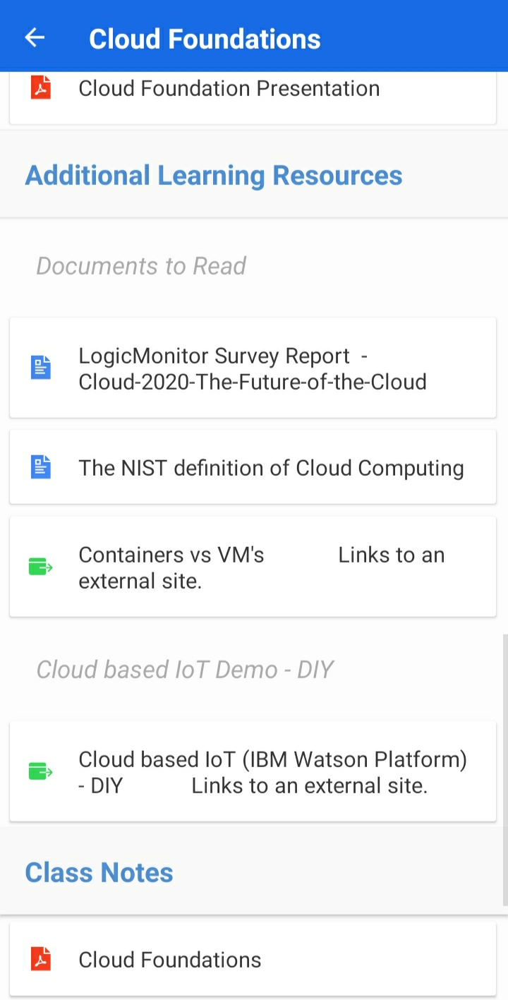 Cloud Foundations
Cloud Foundation Presentation
Additional Learning Resources
Documents to Read
LogicMonitor Survey Report -
Cloud-2020-The-Future-of-the-Cloud
The NIST definition of Cloud Computing
Containers vs VM's Links to an
external site.
Cloud based IoT Demo - DIY
Cloud based IoT (IBM Watson Platform)
- DIY Links to an external site.
Class Notes
Cloud Foundations